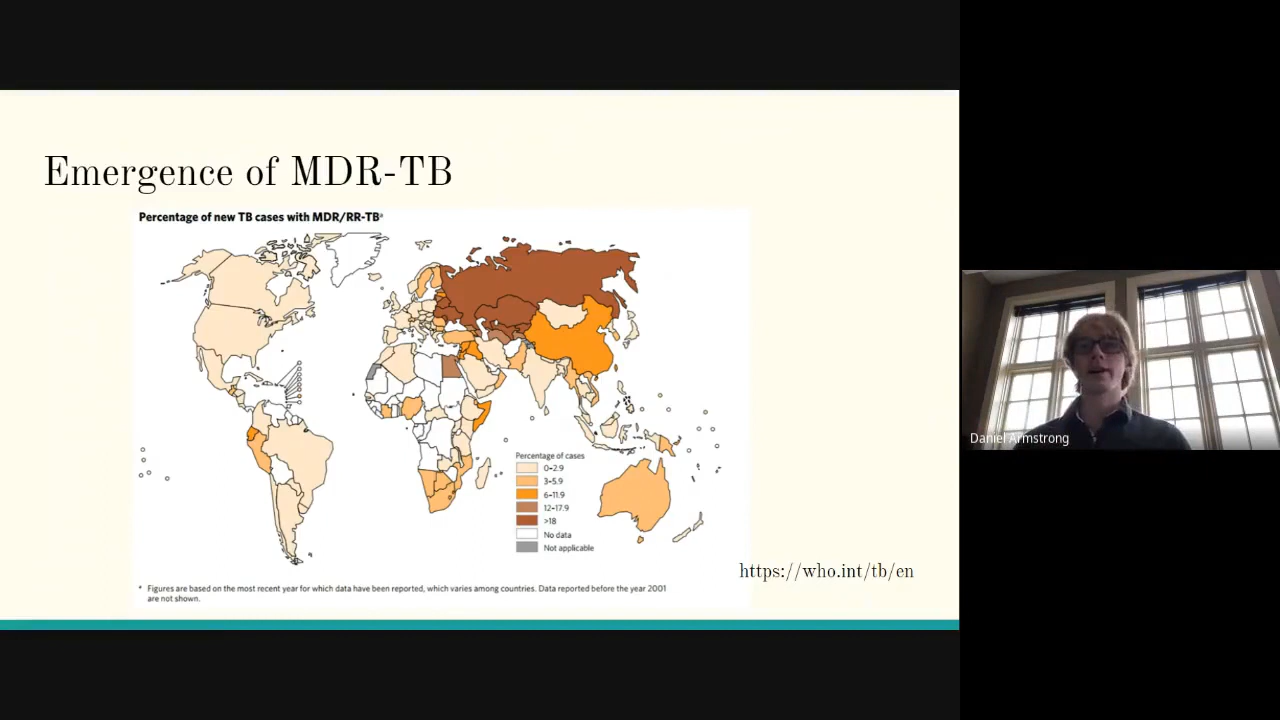 Emergence of MDR-TB
Percentage of new TB cases with MDR/RR-TBª
Percentage of cases
0-2.9
3-5.9
6-11.9
12-17.9
>18
No data
Not applicable
https://who.int/tb/en
ª Figures are based on the most recent year for which data have been reported, which varies among countries. Data reported before the year 2001
are not shown.
Daniel Armstrong